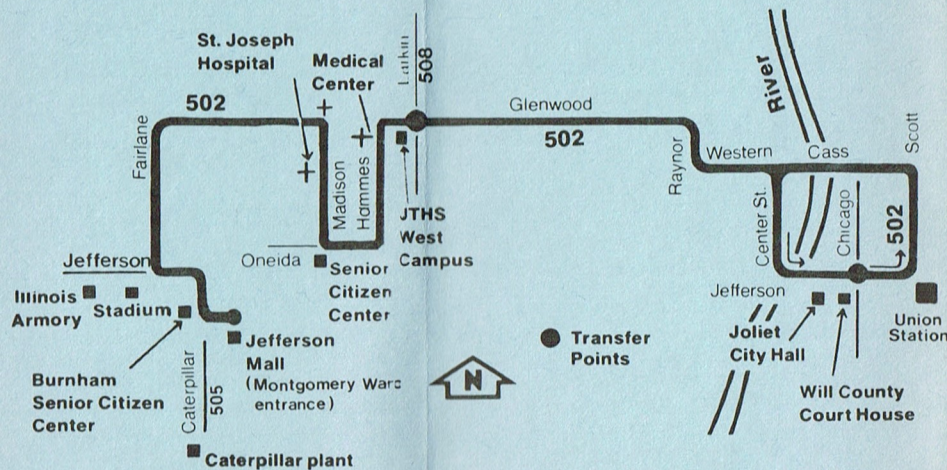 St. Joseph
Hospital
Medical
Center
Larkin
508
River
502
Glenwood
502
Fairlane
Madison
Hammes
Raynor
Western
Cass
Scott
Center St.
Chicago
502
JTHS
West
Campus
Jefferson
Oneida
Senior
Citizen
Center
Illinois
Armory
Stadium
Jefferson
Mall
(Montgomery Ward
entrance)
Burnham
Senior Citizen
Center
Caterpillar
505
Caterpillar plant
N
Transfer
Points
Jefferson
Joliet
City Hall
Will County
Court House
Union
Station